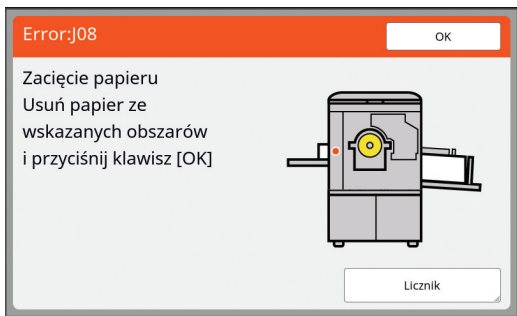 Error:J08
OK
Zacięcie papieru
Usuń papier ze
wskazanych obszarów
i przyciśnij klawisz [OK]
Licznik